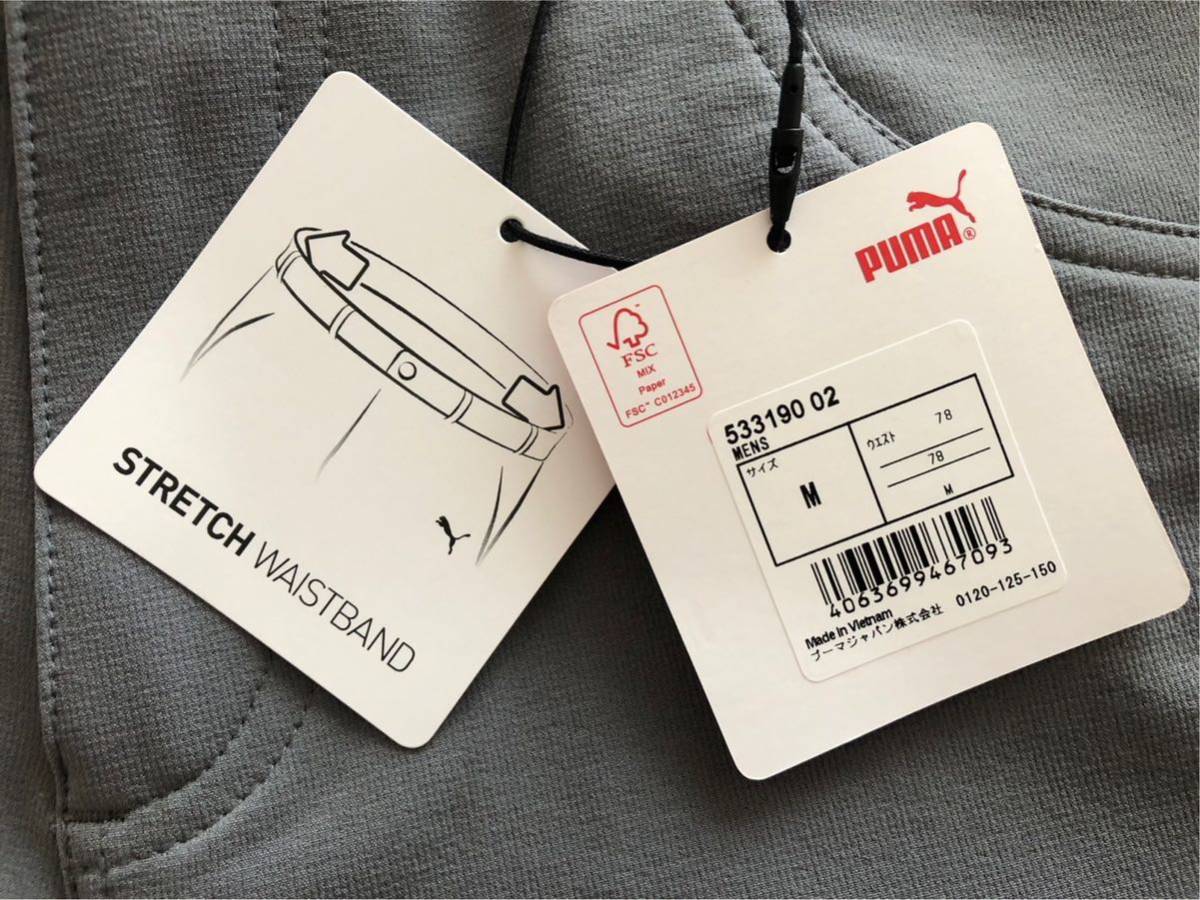 STRETCH WAISTBAND
PUMA®
FSC
MIX
Paper
FSC™ C012345
533190 02
MENS
サイズ
M
ウエスト 78
78
M
4063699467093
Made in Vietnam
プーマジャパン株式会社 0120-125-150